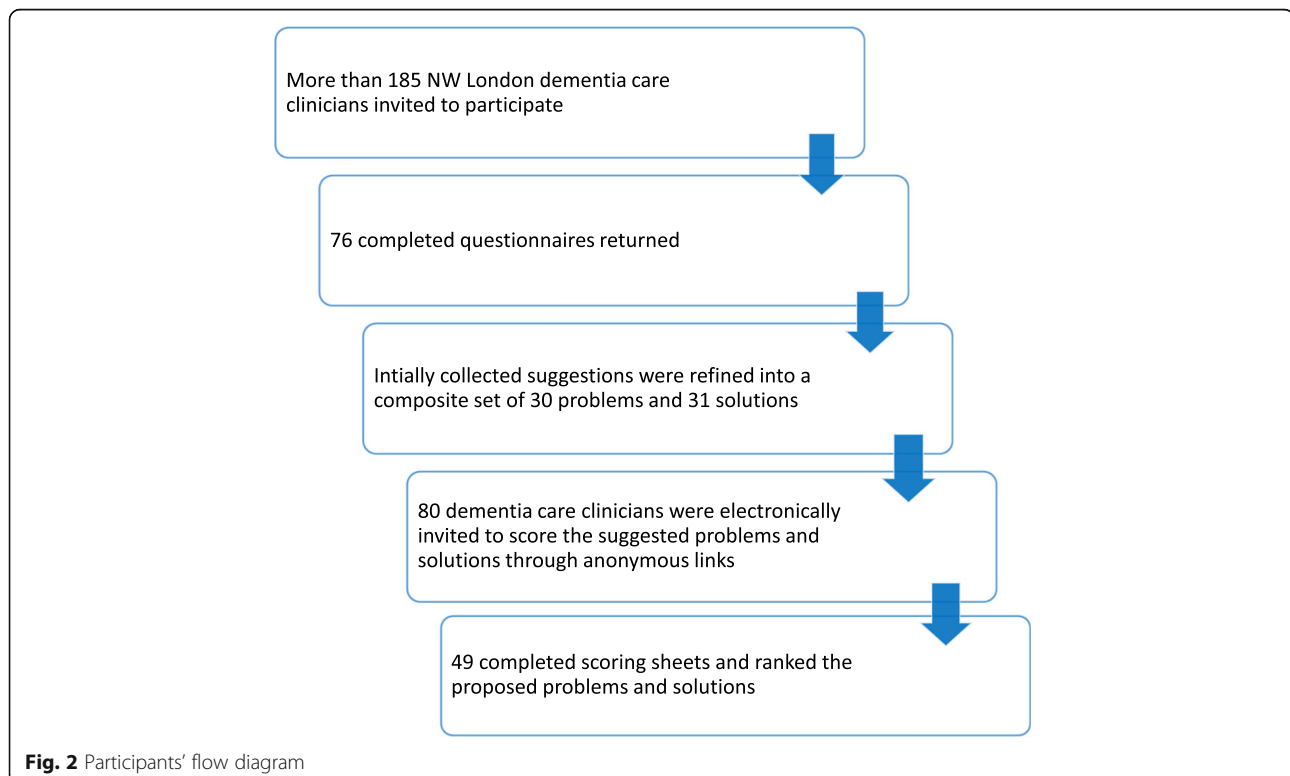 More than 185 NW London dementia care
clinicians invited to participate
76 completed questionnaires returned
Intially collected suggestions were refined into a
composite set of 30 problems and 31 solutions
80 dementia care clinicians were electronically
invited to score the suggested problems and
solutions through anonymous links
49 completed scoring sheets and ranked the
proposed problems and solutions
Fig. 2 Participants’ flow diagram